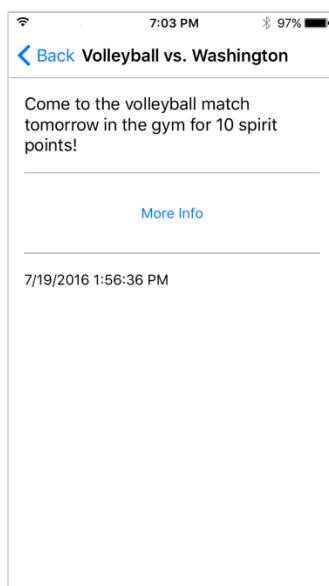 7:03 PM
97%
Back Volleyball vs. Washington
Come to the volleyball match
tomorrow in the gym for 10 spirit
points!
More Info
7/19/2016 1:56:36 PM